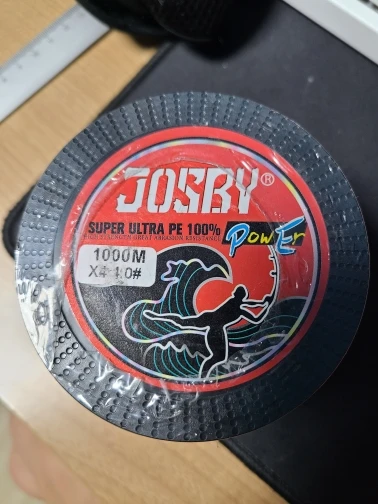 JOSBY®
SUPER ULTRA PE 100%
PowEr
1000M
X4 1.0#